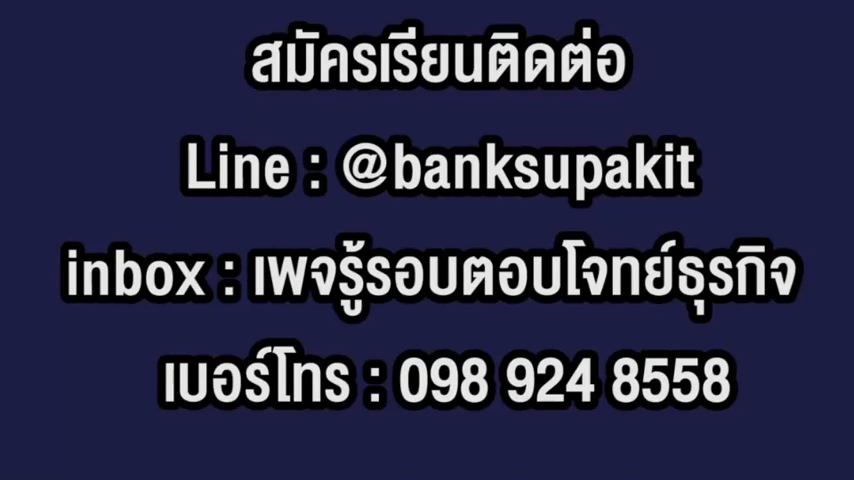 สมัครเรียนติดต่อ
Line : @banksupakit
inbox : เพจรู้รอบตอบโจทย์ธุรกิจ
เบอร์โทร : 098 924 8558